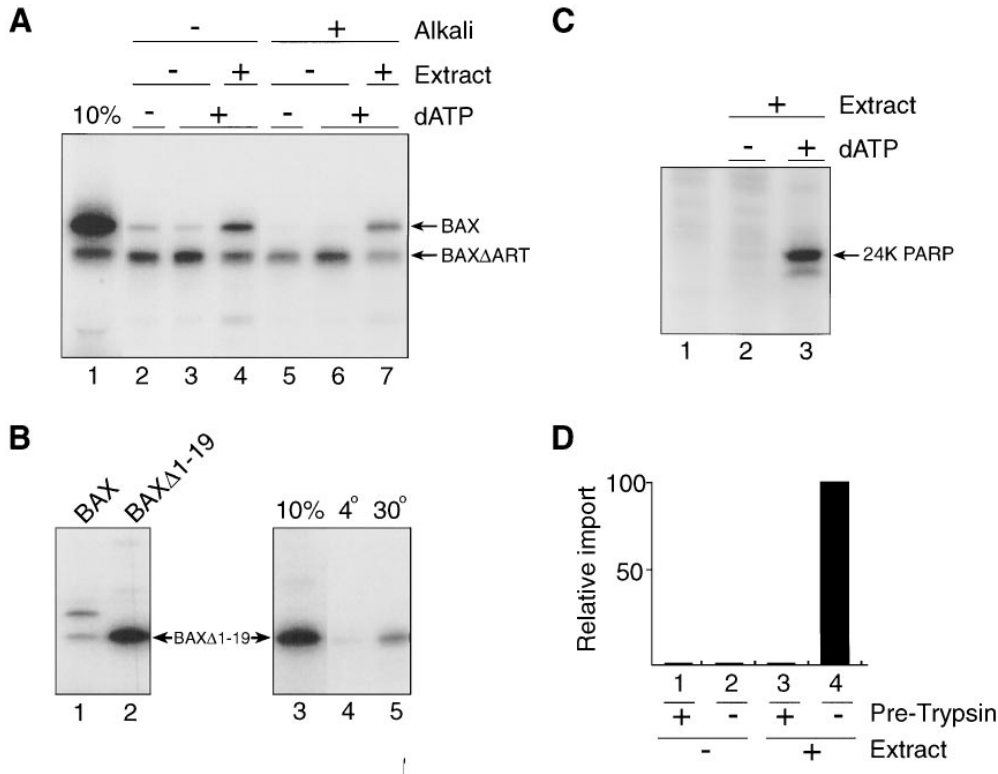 A
- + Alkali
- + - + Extract
10% - + - + dATP
BAX
BAXΔART
1 2 3 4 5 6 7
C
+ Extract
- + dATP
24K PARP
1 2 3
B
BAX BAXΔ1-19
10% 4° 30°
BAXΔ1-19
1 2 3 4 5
D
Relative import
100
50
1 2 3 4
+ - + - Pre-Trypsin
- + Extract